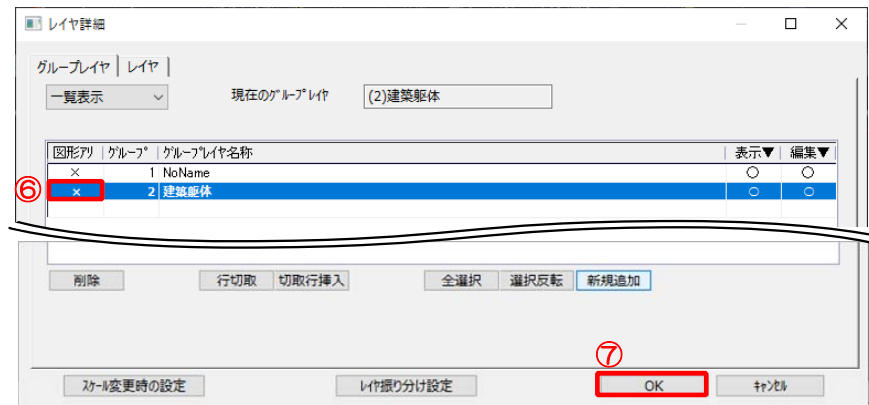 レイヤ詳細
グループレイヤ レイヤ
一覧表示 現在のｸﾞﾙｰﾌﾟﾚｲﾔ (2)建築躯体
図形アリ ｸﾞﾙｰﾌﾟ ｸﾞﾙｰﾌﾟﾚｲﾔ名称 表示▼ 編集▼
× 1 NoName ○ ○
⑥ × 2 建築躯体 ○ ○
削除 行切取 切取行挿入 全選択 選択反転 新規追加
⑦
ｽｹｰﾙ変更時の設定 ﾚｲﾔ振り分け設定 OK ｷｬﾝｾﾙ